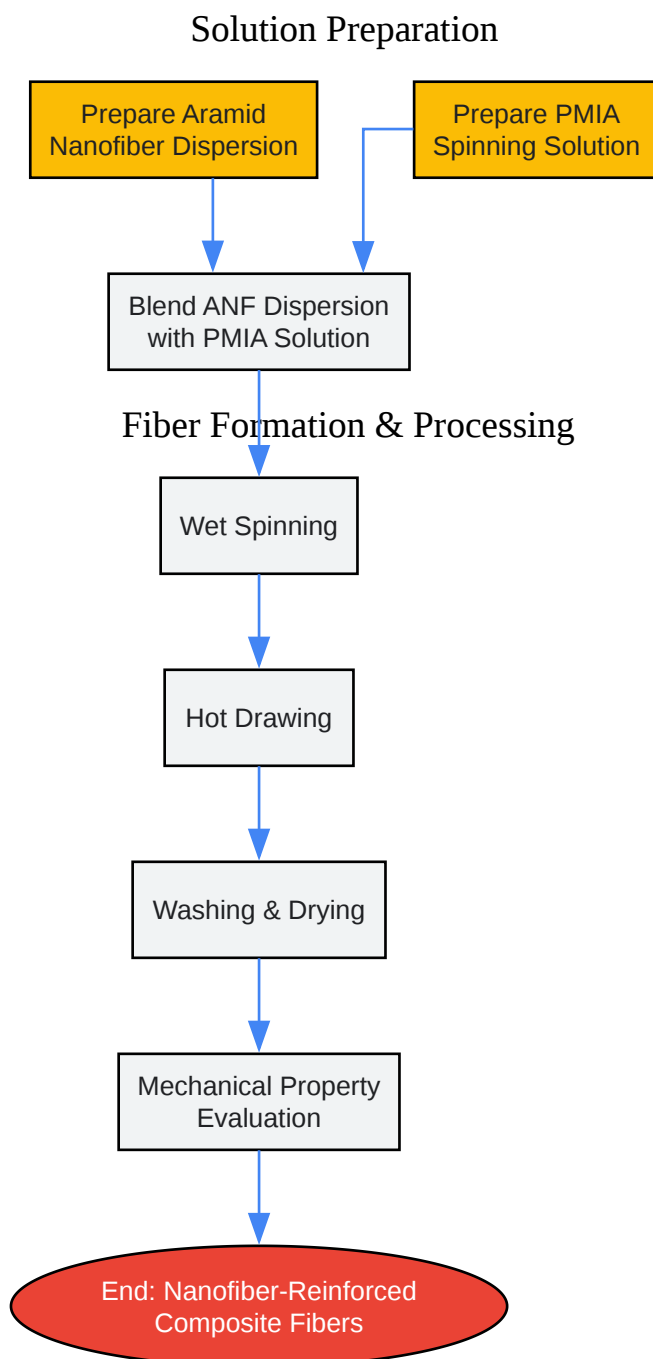 Solution Preparation
Prepare Aramid
Nanofiber Dispersion
Prepare PMIA
Spinning Solution
Blend ANF Dispersion
with PMIA Solution
Fiber Formation & Processing
Wet Spinning
Hot Drawing
Washing & Drying
Mechanical Property
Evaluation
End: Nanofiber-Reinforced
Composite Fibers